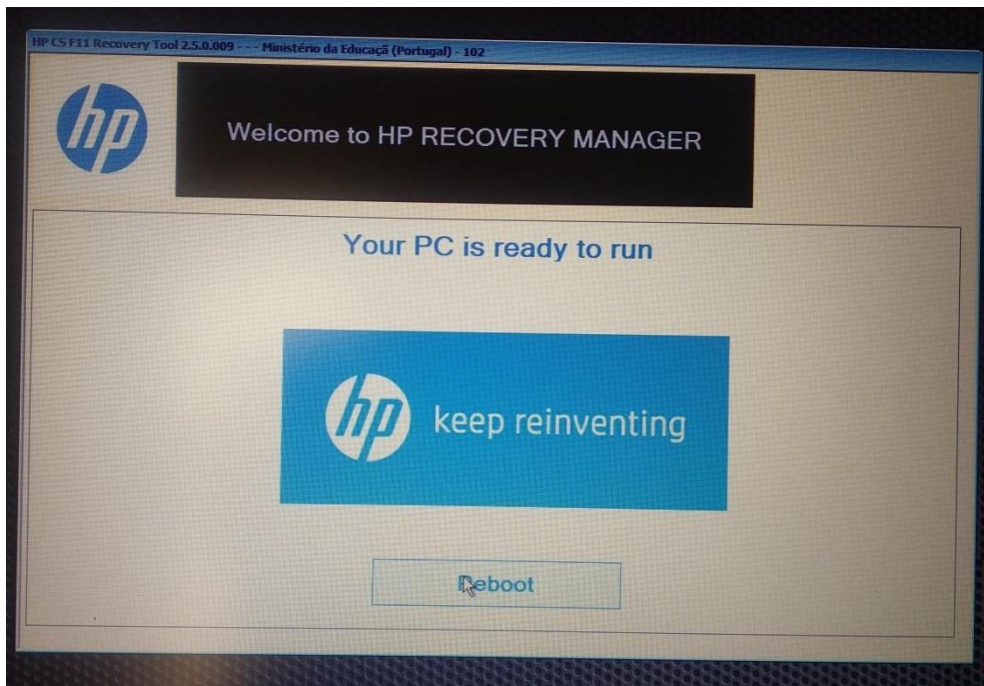 HP CS F11 Recovery Tool 2.5.0.009 - - - Ministério da Educaçã (Portugal) - 102
hp
Welcome to HP RECOVERY MANAGER
Your PC is ready to run
hp keep reinventing
Reboot